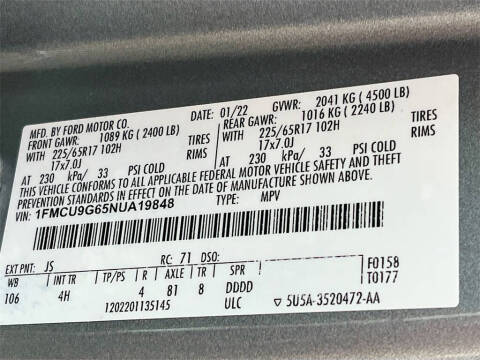 MFD. BY FORD MOTOR CO.
DATE: 01/22 GVWR: 2041 KG (4500 LB)
FRONT GAWR: 1089 KG (2400 LB)
REAR GAWR: 1016 KG (2240 LB)
WITH 225/65R17 102H TIRES
WITH 225/65R17 102H TIRES
17x7.0J RIMS
17x7.0J RIMS
AT 230 kPa/ 33 PSI COLD
AT 230 kPa/ 33 PSI COLD
THIS VEHICLE CONFORMS TO ALL APPLICABLE FEDERAL MOTOR VEHICLE SAFETY AND THEFT
PREVENTION STANDARDS IN EFFECT ON THE DATE OF MANUFACTURE SHOWN ABOVE.
VIN: 1FMCU9G65NUA19848
TYPE: MPV
EXT PNT: JS RC: 71 DSO: F0158
WB INT TR TP/PS R AXLE TR SPR T0177
106 4H 4 B1 8 DDDD
1202201135145 ULC ▽ 5U5A-3520472-AA